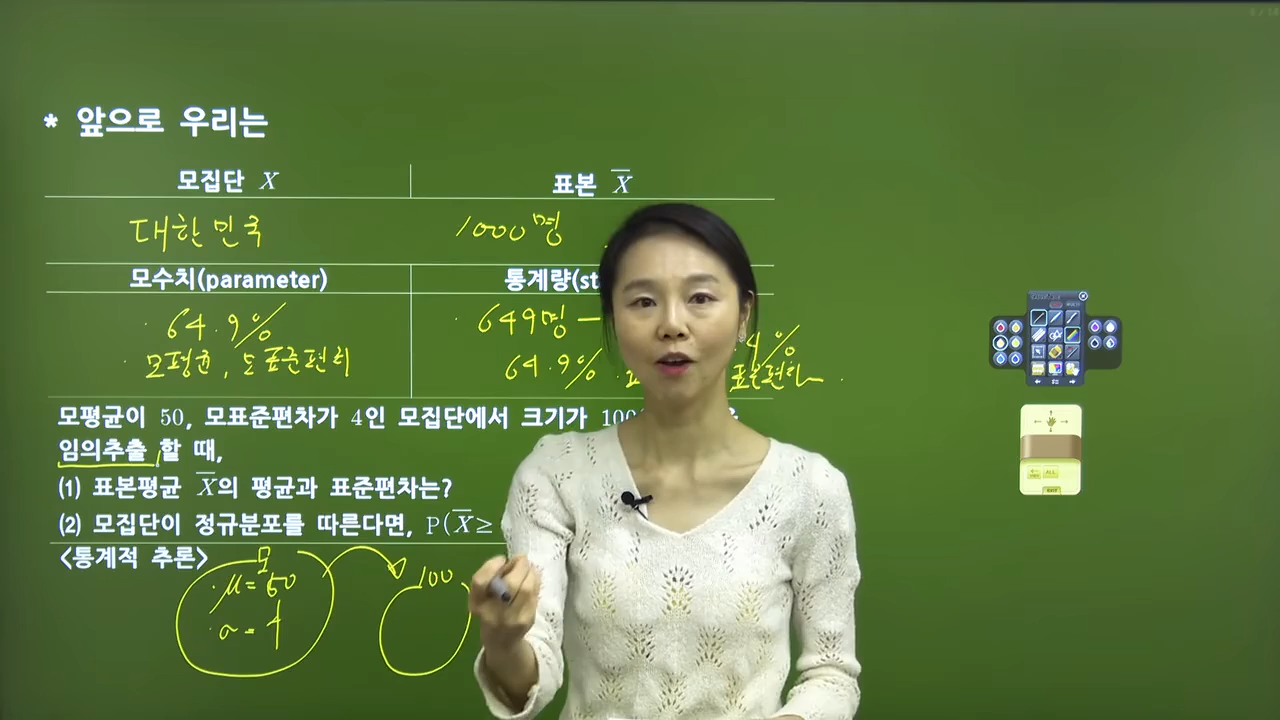 * 앞으로 우리는
모집단 X 표본 X̅
대한민국 1000명
모수치(parameter) 통계량(st
· 64.9% · 649명 – 4%
· 모평균, 모표준편차 64.9% · 표본편차
모평균이 50, 모표준편차가 4인 모집단에서 크기가 100
임의추출 할 때,
(1) 표본평균 X̅의 평균과 표준편차는?
(2) 모집단이 정규분포를 따른다면, P(X̅≥
<통계적 추론>
모
· μ = 50 100
· σ = 4